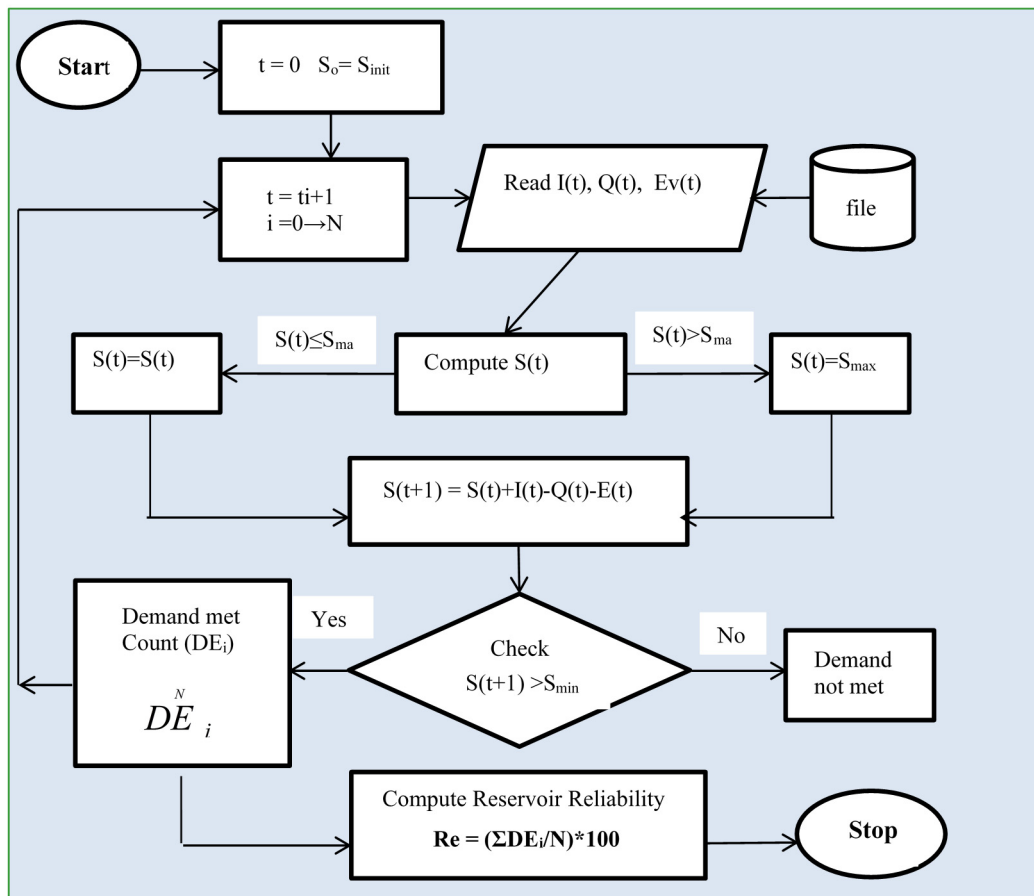 Start
t = 0 Sₒ= Sᵢₙᵢₜ
t = ti+1
i =0→N
Read I(t), Q(t), Ev(t)
file
S(t)≤Sₘₐ
S(t)>Sₘₐ
S(t)=S(t)
Compute S(t)
S(t)=Sₘₐₓ
S(t+1) = S(t)+I(t)-Q(t)-E(t)
Demand met
Count (DEᵢ)
N
DE i
Yes
Check
S(t+1) >Sₘᵢₙ
No
Demand
not met
Compute Reservoir Reliability
Re = (ΣDEᵢ/N)*100
Stop